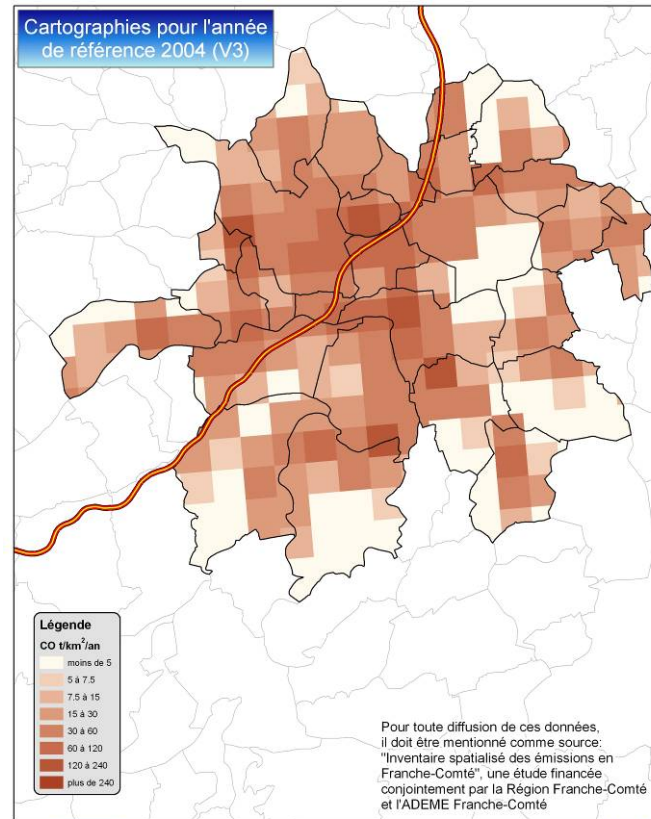 Cartographies pour l'année
de référence 2004 (V3)
Légende
CO t/km²/an
moins de 5
5 à 7.5
7.5 à 15
15 à 30
30 à 60
60 à 120
120 à 240
plus de 240
Pour toute diffusion de ces données,
il doit être mentionné comme source:
"Inventaire spatialisé des émissions en
Franche-Comté", une étude financée
conjointement par la Région Franche-Comté
et l'ADEME Franche-Comté